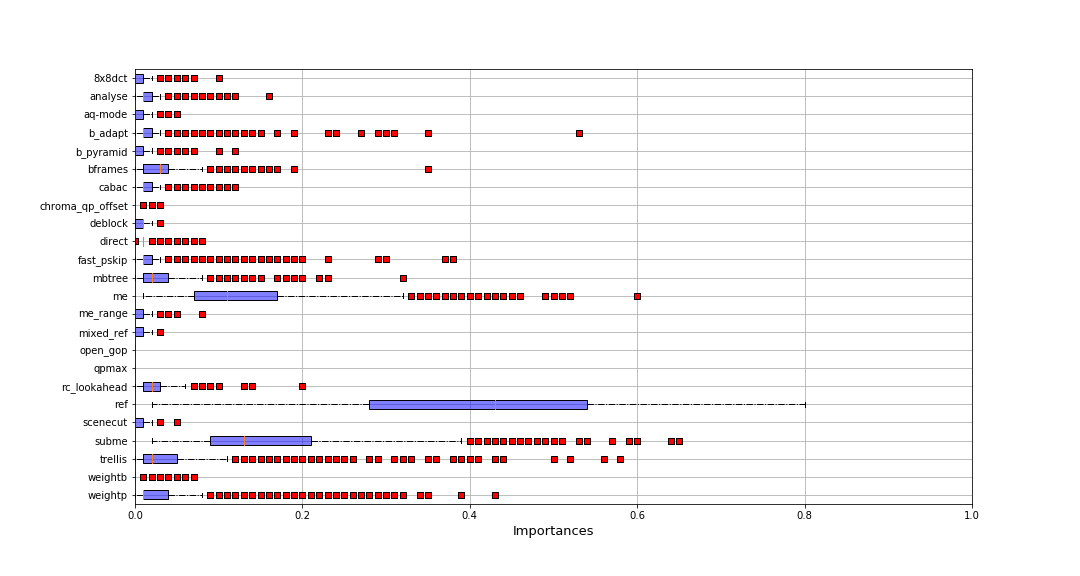 8x8dct
analyse
aq-mode
b_adapt
b_pyramid
bframes
cabac
chroma_qp_offset
deblock
direct
fast_pskip
mbtree
me
me_range
mixed_ref
open_gop
qpmax
rc_lookahead
ref
scenecut
subme
trellis
weightb
weightp
0.0 0.2 0.4 0.6 0.8 1.0
Importances